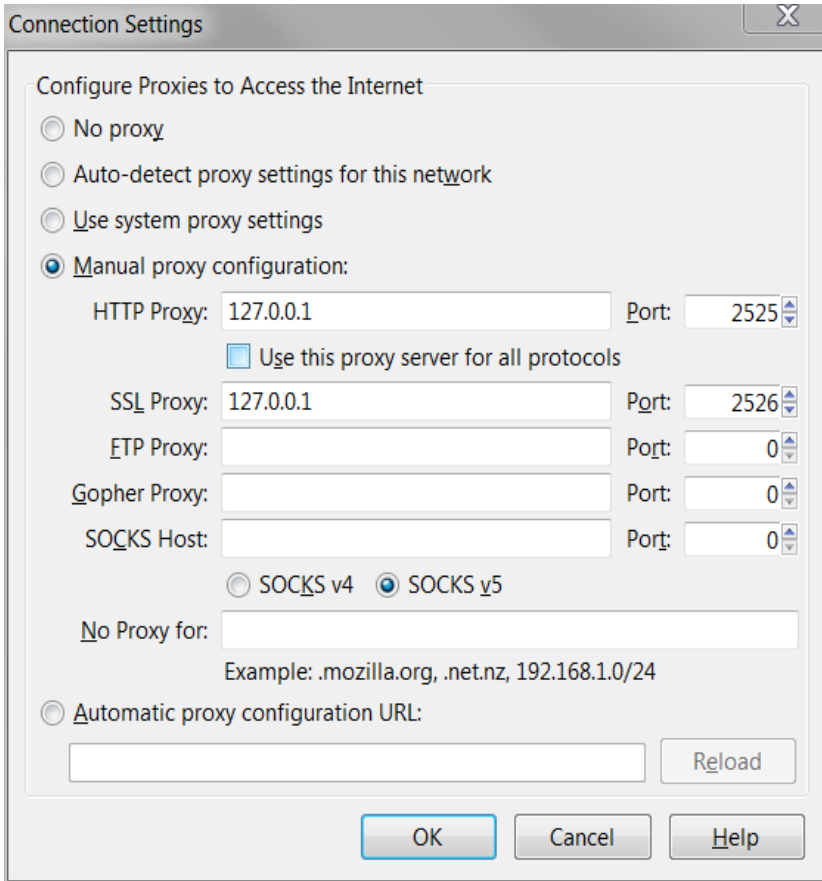 Connection Settings
Configure Proxies to Access the Internet
No proxy
Auto-detect proxy settings for this network
Use system proxy settings
Manual proxy configuration:
HTTP Proxy: 127.0.0.1 Port: 2525
Use this proxy server for all protocols
SSL Proxy: 127.0.0.1 Port: 2526
FTP Proxy: Port: 0
Gopher Proxy: Port: 0
SOCKS Host: Port: 0
SOCKS v4 SOCKS v5
No Proxy for:
Example: .mozilla.org, .net.nz, 192.168.1.0/24
Automatic proxy configuration URL:
Reload
OK Cancel Help